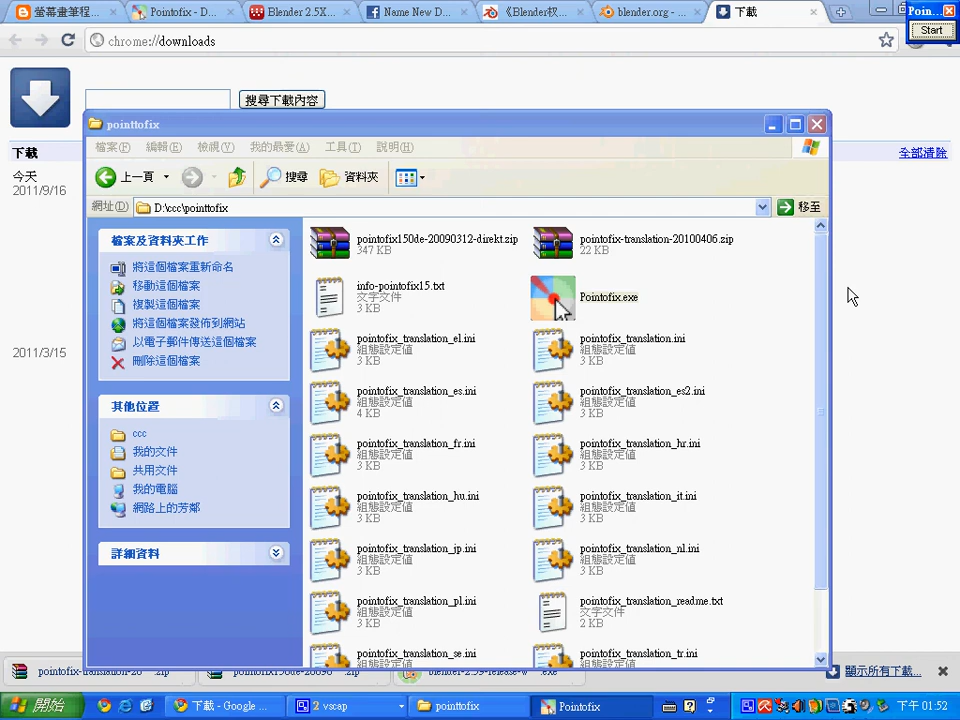 螢幕畫筆程...
Pointofix - D...
Blender 2.5X...
Name New D...
《Blender权...
blender.org - ...
下載
Poin...
Start
chrome://downloads
搜尋下載內容
下載
全部清除
今天
2011/9/16
2011/3/15
pointtofix
檔案(F)
編輯(E)
檢視(V)
我的最愛(A)
工具(T)
說明(H)
上一頁
搜尋
資料夾
網址(D)
D:\ccc\pointtofix
移至
檔案及資料夾工作
將這個檔案重新命名
移動這個檔案
複製這個檔案
將這個檔案發佈到網站
以電子郵件傳送這個檔案
刪除這個檔案
其他位置
ccc
我的文件
共用文件
我的電腦
網路上的芳鄰
詳細資料
pointofix150de-20090312-direkt.zip
347 KB
pointofix-translation-20100406.zip
22 KB
info-pointofix15.txt
文字文件
3 KB
Pointofix.exe
pointofix_translation_el.ini
組態設定值
3 KB
pointofix_translation.ini
組態設定值
3 KB
pointofix_translation_es.ini
組態設定值
4 KB
pointofix_translation_es2.ini
組態設定值
3 KB
pointofix_translation_fr.ini
組態設定值
3 KB
pointofix_translation_hr.ini
組態設定值
3 KB
pointofix_translation_hu.ini
組態設定值
3 KB
pointofix_translation_it.ini
組態設定值
3 KB
pointofix_translation_jp.ini
組態設定值
3 KB
pointofix_translation_nl.ini
組態設定值
3 KB
pointofix_translation_pl.ini
組態設定值
3 KB
pointofix_translation_readme.txt
文字文件
2 KB
pointofix_translation_se.ini
pointofix_translation_tr.ini
顯示所有下載...
開始
下載 - Google ...
2 vscap
pointtofix
Pointofix
下午 01:52